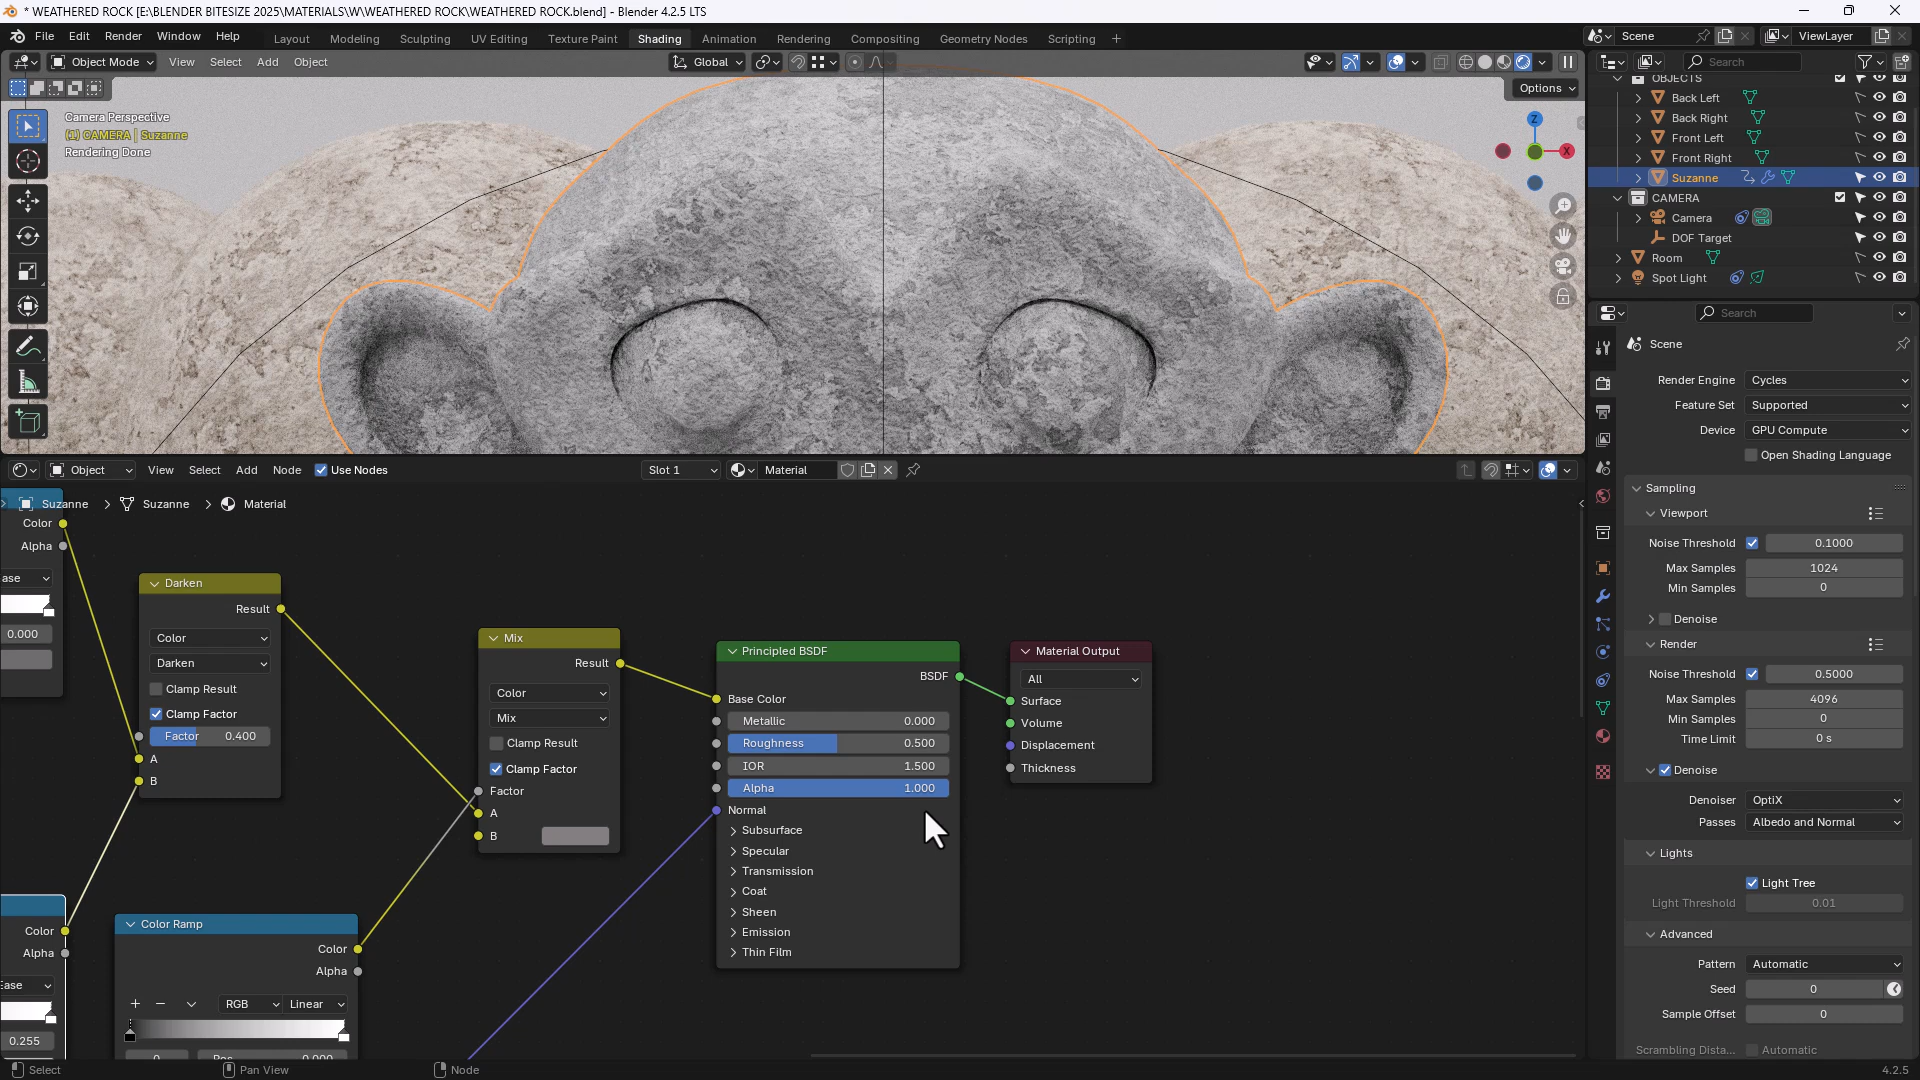 * WEATHERED ROCK [E:\BLENDER BITESIZE 2025\MATERIALS\W\WEATHERED ROCK\WEATHERED ROCK.blend] - Blender 4.2.5 LTS
File Edit Render Window Help Layout Modeling Sculpting UV Editing Texture Paint Shading Animation Rendering Compositing Geometry Nodes Scripting + Scene ViewLayer
Object Mode View Select Add Object Global Search
Options
Camera Perspective
(1) CAMERA | Suzanne
Rendering Done
Z
X
OBJECTS
Back Left
Back Right
Front Left
Front Right
Suzanne
CAMERA
Camera
DOF Target
Room
Spot Light
Search
Scene
Render Engine Cycles
Feature Set Supported
Device GPU Compute
Open Shading Language
Sampling
Viewport
Noise Threshold 0.1000
Max Samples 1024
Min Samples 0
Denoise
Render
Noise Threshold 0.5000
Max Samples 4096
Min Samples 0
Time Limit 0 s
Denoise
Denoiser OptiX
Passes Albedo and Normal
Lights
Light Tree
Light Threshold 0.01
Advanced
Pattern Automatic
Seed 0
Sample Offset 0
Scrambling Dista... Automatic
Object View Select Add Node Use Nodes Slot 1 Material
Suzanne > Suzanne > Material
Color
Alpha
ase
0.000
Darken
Result
Color
Darken
Clamp Result
Clamp Factor
Factor 0.400
A
B
Mix
Result
Color
Mix
Clamp Result
Clamp Factor
Factor
A
B
Principled BSDF
BSDF
Base Color
Metallic 0.000
Roughness 0.500
IOR 1.500
Alpha 1.000
Normal
Subsurface
Specular
Transmission
Coat
Sheen
Emission
Thin Film
Material Output
All
Surface
Volume
Displacement
Thickness
Color
Alpha
Ease
0.255
Color Ramp
Color
Alpha
+ − RGB Linear
0 Pos 0.000
Select Pan View Node 4.2.5